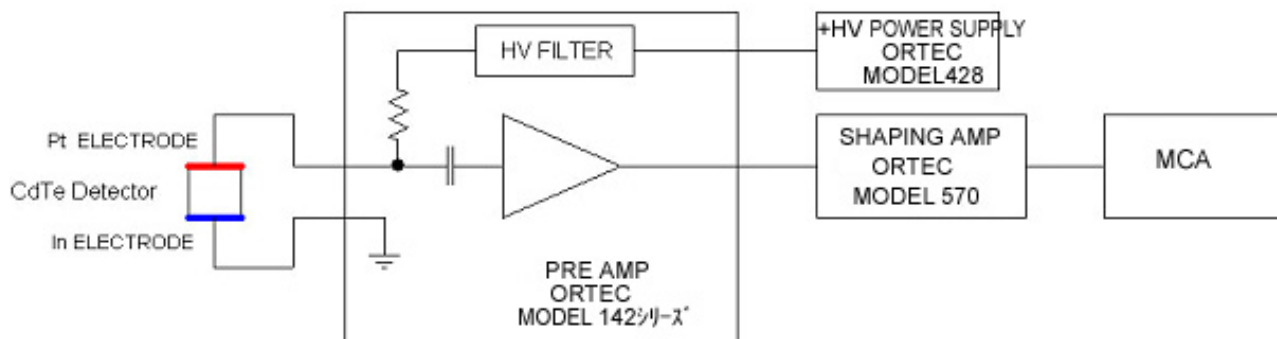 HV FILTER
+HV POWER SUPPLY
ORTEC
MODEL428
Pt ELECTRODE
CdTe Detector
In ELECTRODE
SHAPING AMP
ORTEC
MODEL 570
MCA
PRE AMP
ORTEC
MODEL 142ｼﾘｰｽﾞ